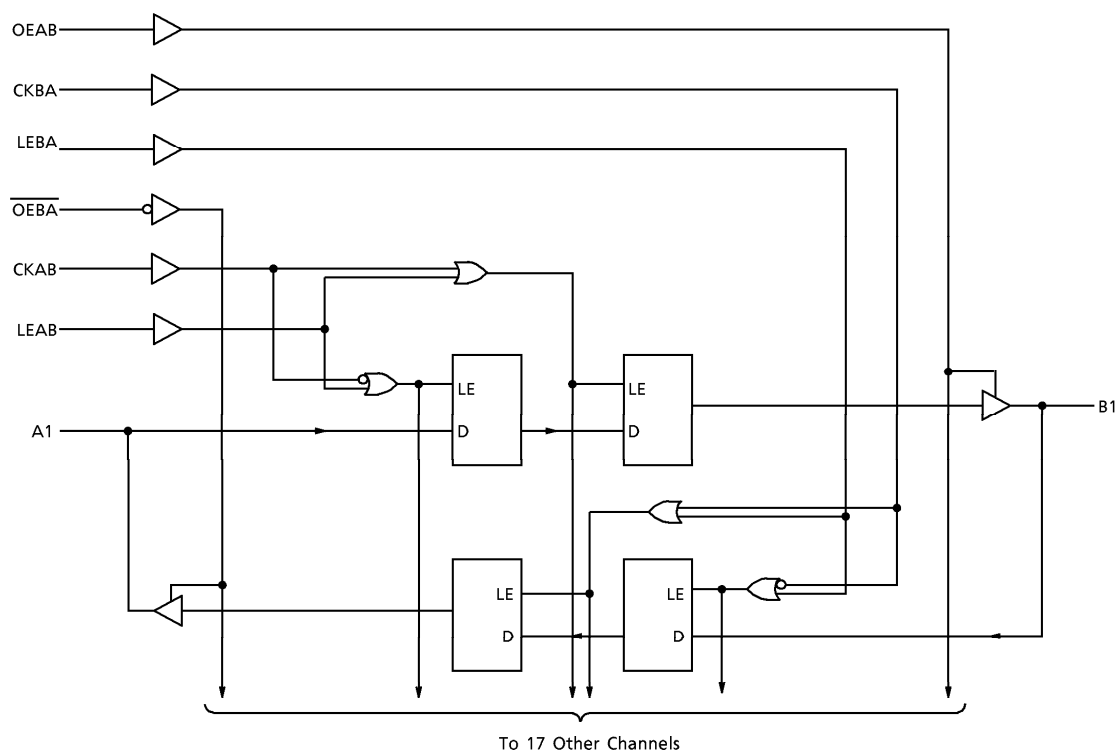 OEAB
CKBA
LEBA
OEBA
CKAB
LEAB
LE
LE
D
D
A1
B1
LE
LE
D
D
To 17 Other Channels